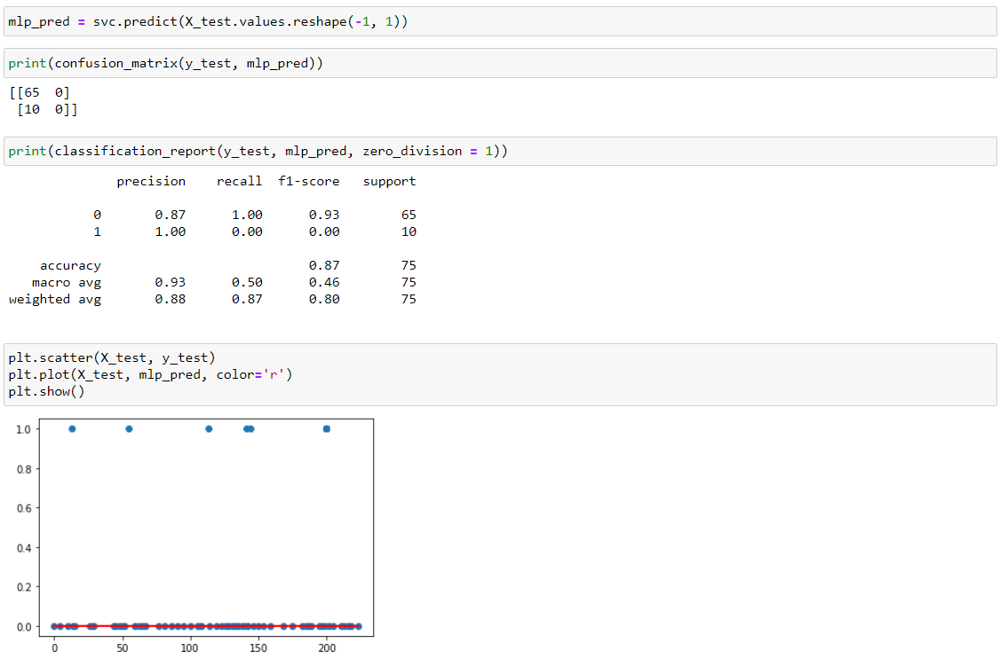 mlp_pred = svc.predict(X_test.values.reshape(-1, 1))
print(confusion_matrix(y_test, mlp_pred))
[[65  0]
 [10  0]]
print(classification_report(y_test, mlp_pred, zero_division = 1))
              precision    recall  f1-score   support

           0       0.87      1.00      0.93        65
           1       1.00      0.00      0.00        10

    accuracy                           0.87        75
   macro avg       0.93      0.50      0.46        75
weighted avg       0.88      0.87      0.80        75

plt.scatter(X_test, y_test)
plt.plot(X_test, mlp_pred, color='r')
plt.show()
1.0
0.8
0.6
0.4
0.2
0.0
0 50 100 150 200